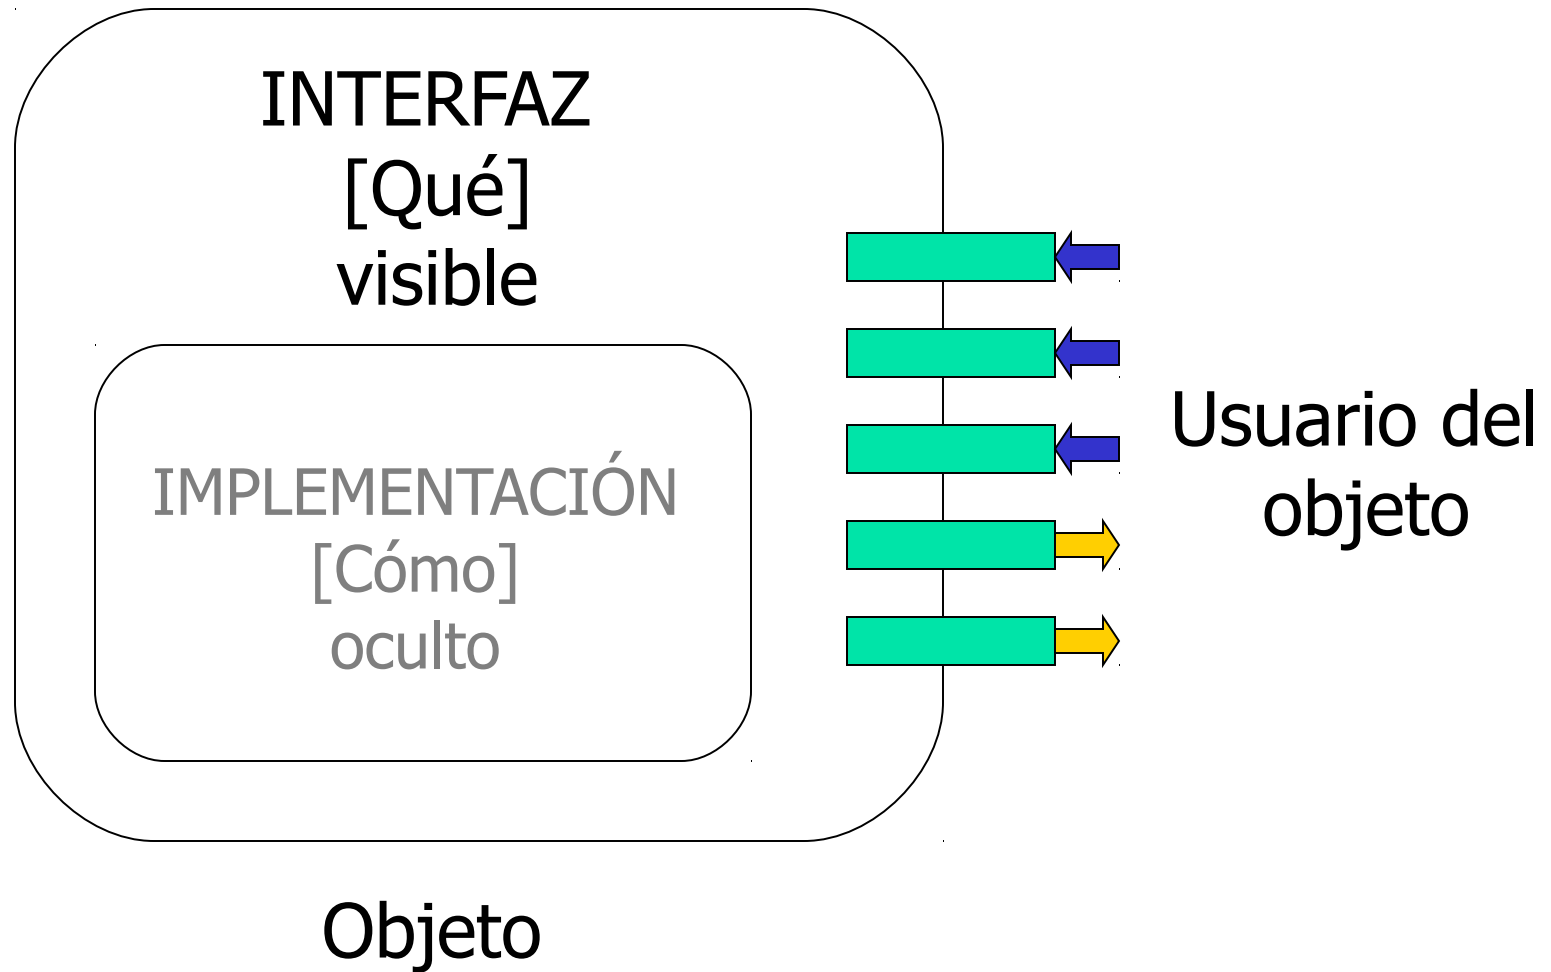 INTERFAZ
[Qué]
visible
IMPLEMENTACIÓN
[Cómo]
oculto
Usuario del
objeto
Objeto